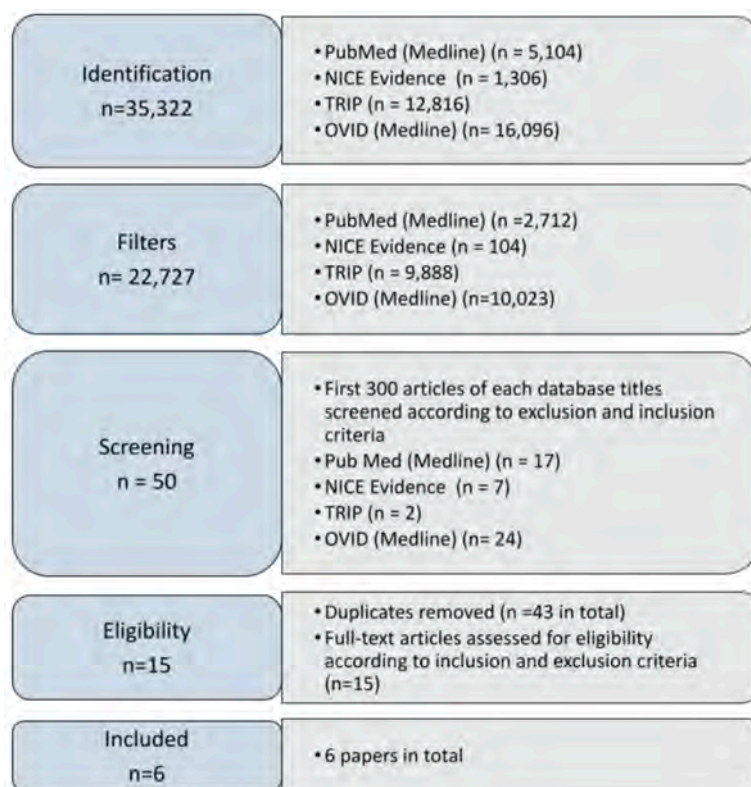 Identification
n=35,322
• PubMed (Medline) (n = 5,104)
• NICE Evidence (n = 1,306)
• TRIP (n = 12,816)
• OVID (Medline) (n= 16,096)
Filters
n= 22,727
• PubMed (Medline) (n =2,712)
• NICE Evidence (n = 104)
• TRIP (n = 9,888)
• OVID (Medline) (n=10,023)
Screening
n = 50
• First 300 articles of each database titles
screened according to exclusion and inclusion
criteria
• Pub Med (Medline) (n = 17)
• NICE Evidence (n = 7)
• TRIP (n = 2)
• OVID (Medline) (n= 24)
Eligibility
n=15
• Duplicates removed (n =43 in total)
• Full-text articles assessed for eligibility
according to inclusion and exclusion criteria
(n=15)
Included
n=6
• 6 papers in total